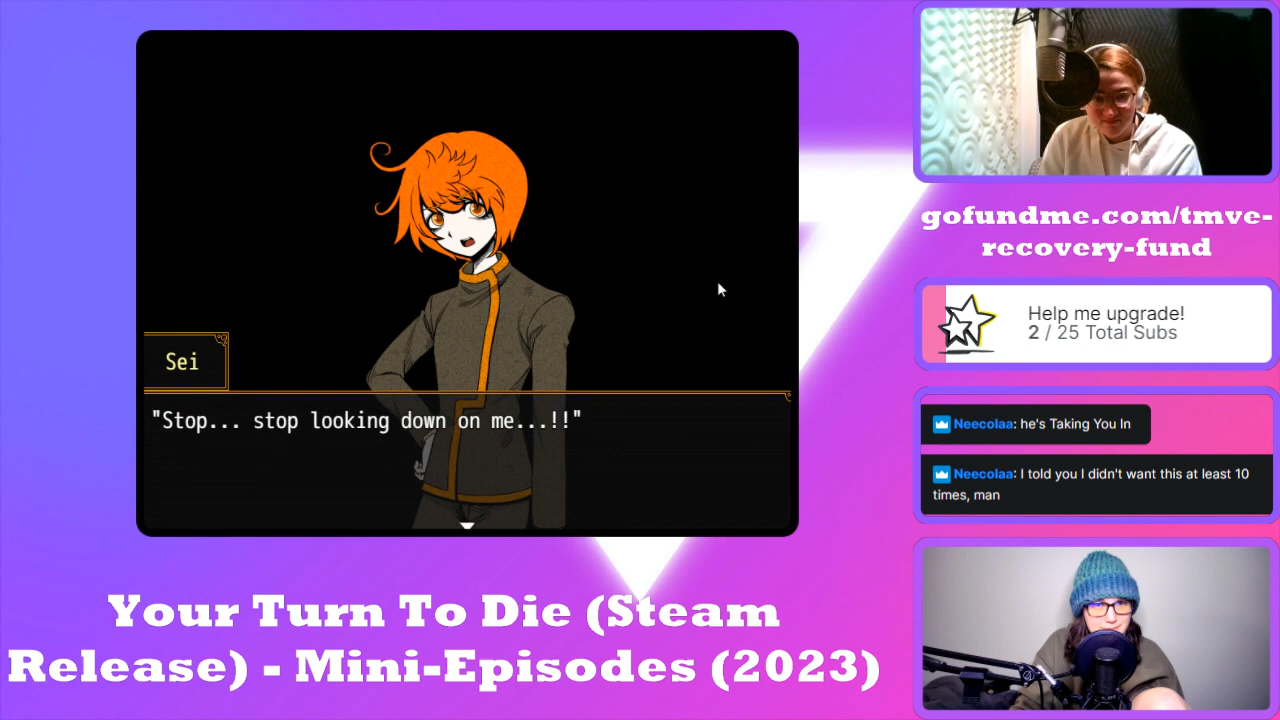 Sei
"Stop... stop looking down on me...!!"
Your Turn To Die (Steam
Release) - Mini-Episodes (2023)
gofundme.com/tmve-
recovery-fund
Help me upgrade!
2 / 25 Total Subs
Neecolaa: he's Taking You In
Neecolaa: I told you I didn't want this at least 10
times, man